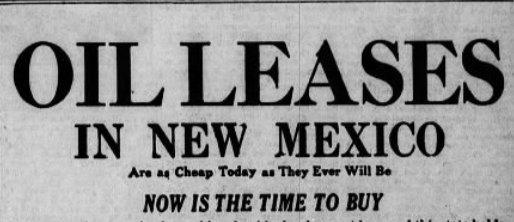 OIL LEASES
IN NEW MEXICO
Are as Cheap Today as They Ever Will Be
NOW IS THE TIME TO BUY